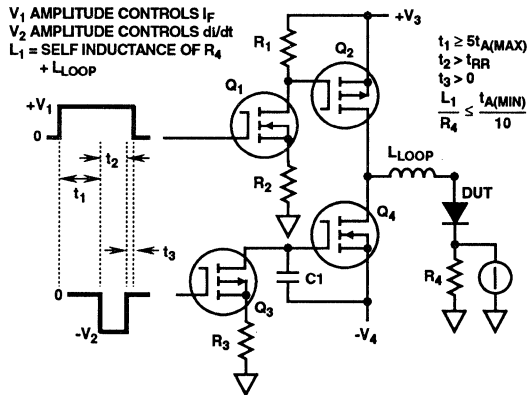 V1 AMPLITUDE CONTROLS IF
V2 AMPLITUDE CONTROLS di/dt
L1 = SELF INDUCTANCE OF R4
+ LLOOP
+V1
0
t2
t1
t3
0
-V2
R1
Q1
R2
Q2
+V3
t1 ≥ 5tA(MAX)
t2 > tRR
t3 > 0
L1/R4 ≤ tA(MIN)/10
LLOOP
DUT
Q4
C1
R4
Q3
R3
-V4